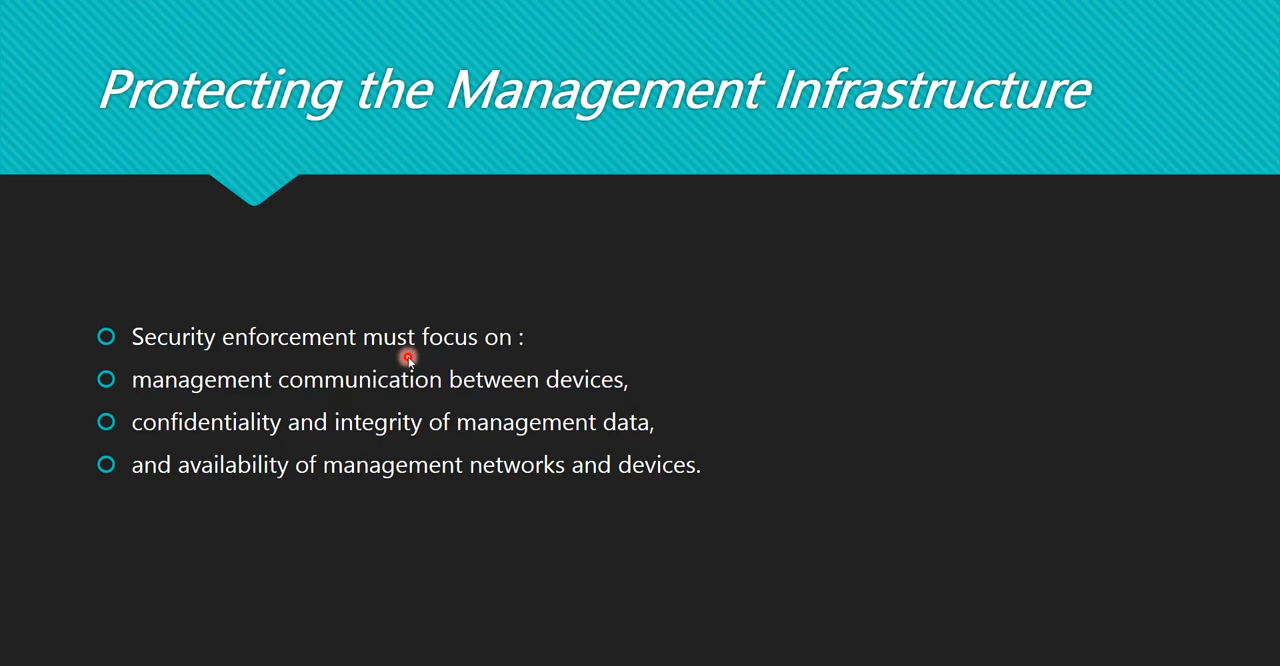 Protecting the Management Infrastructure
Security enforcement must focus on :
management communication between devices,
confidentiality and integrity of management data,
and availability of management networks and devices.